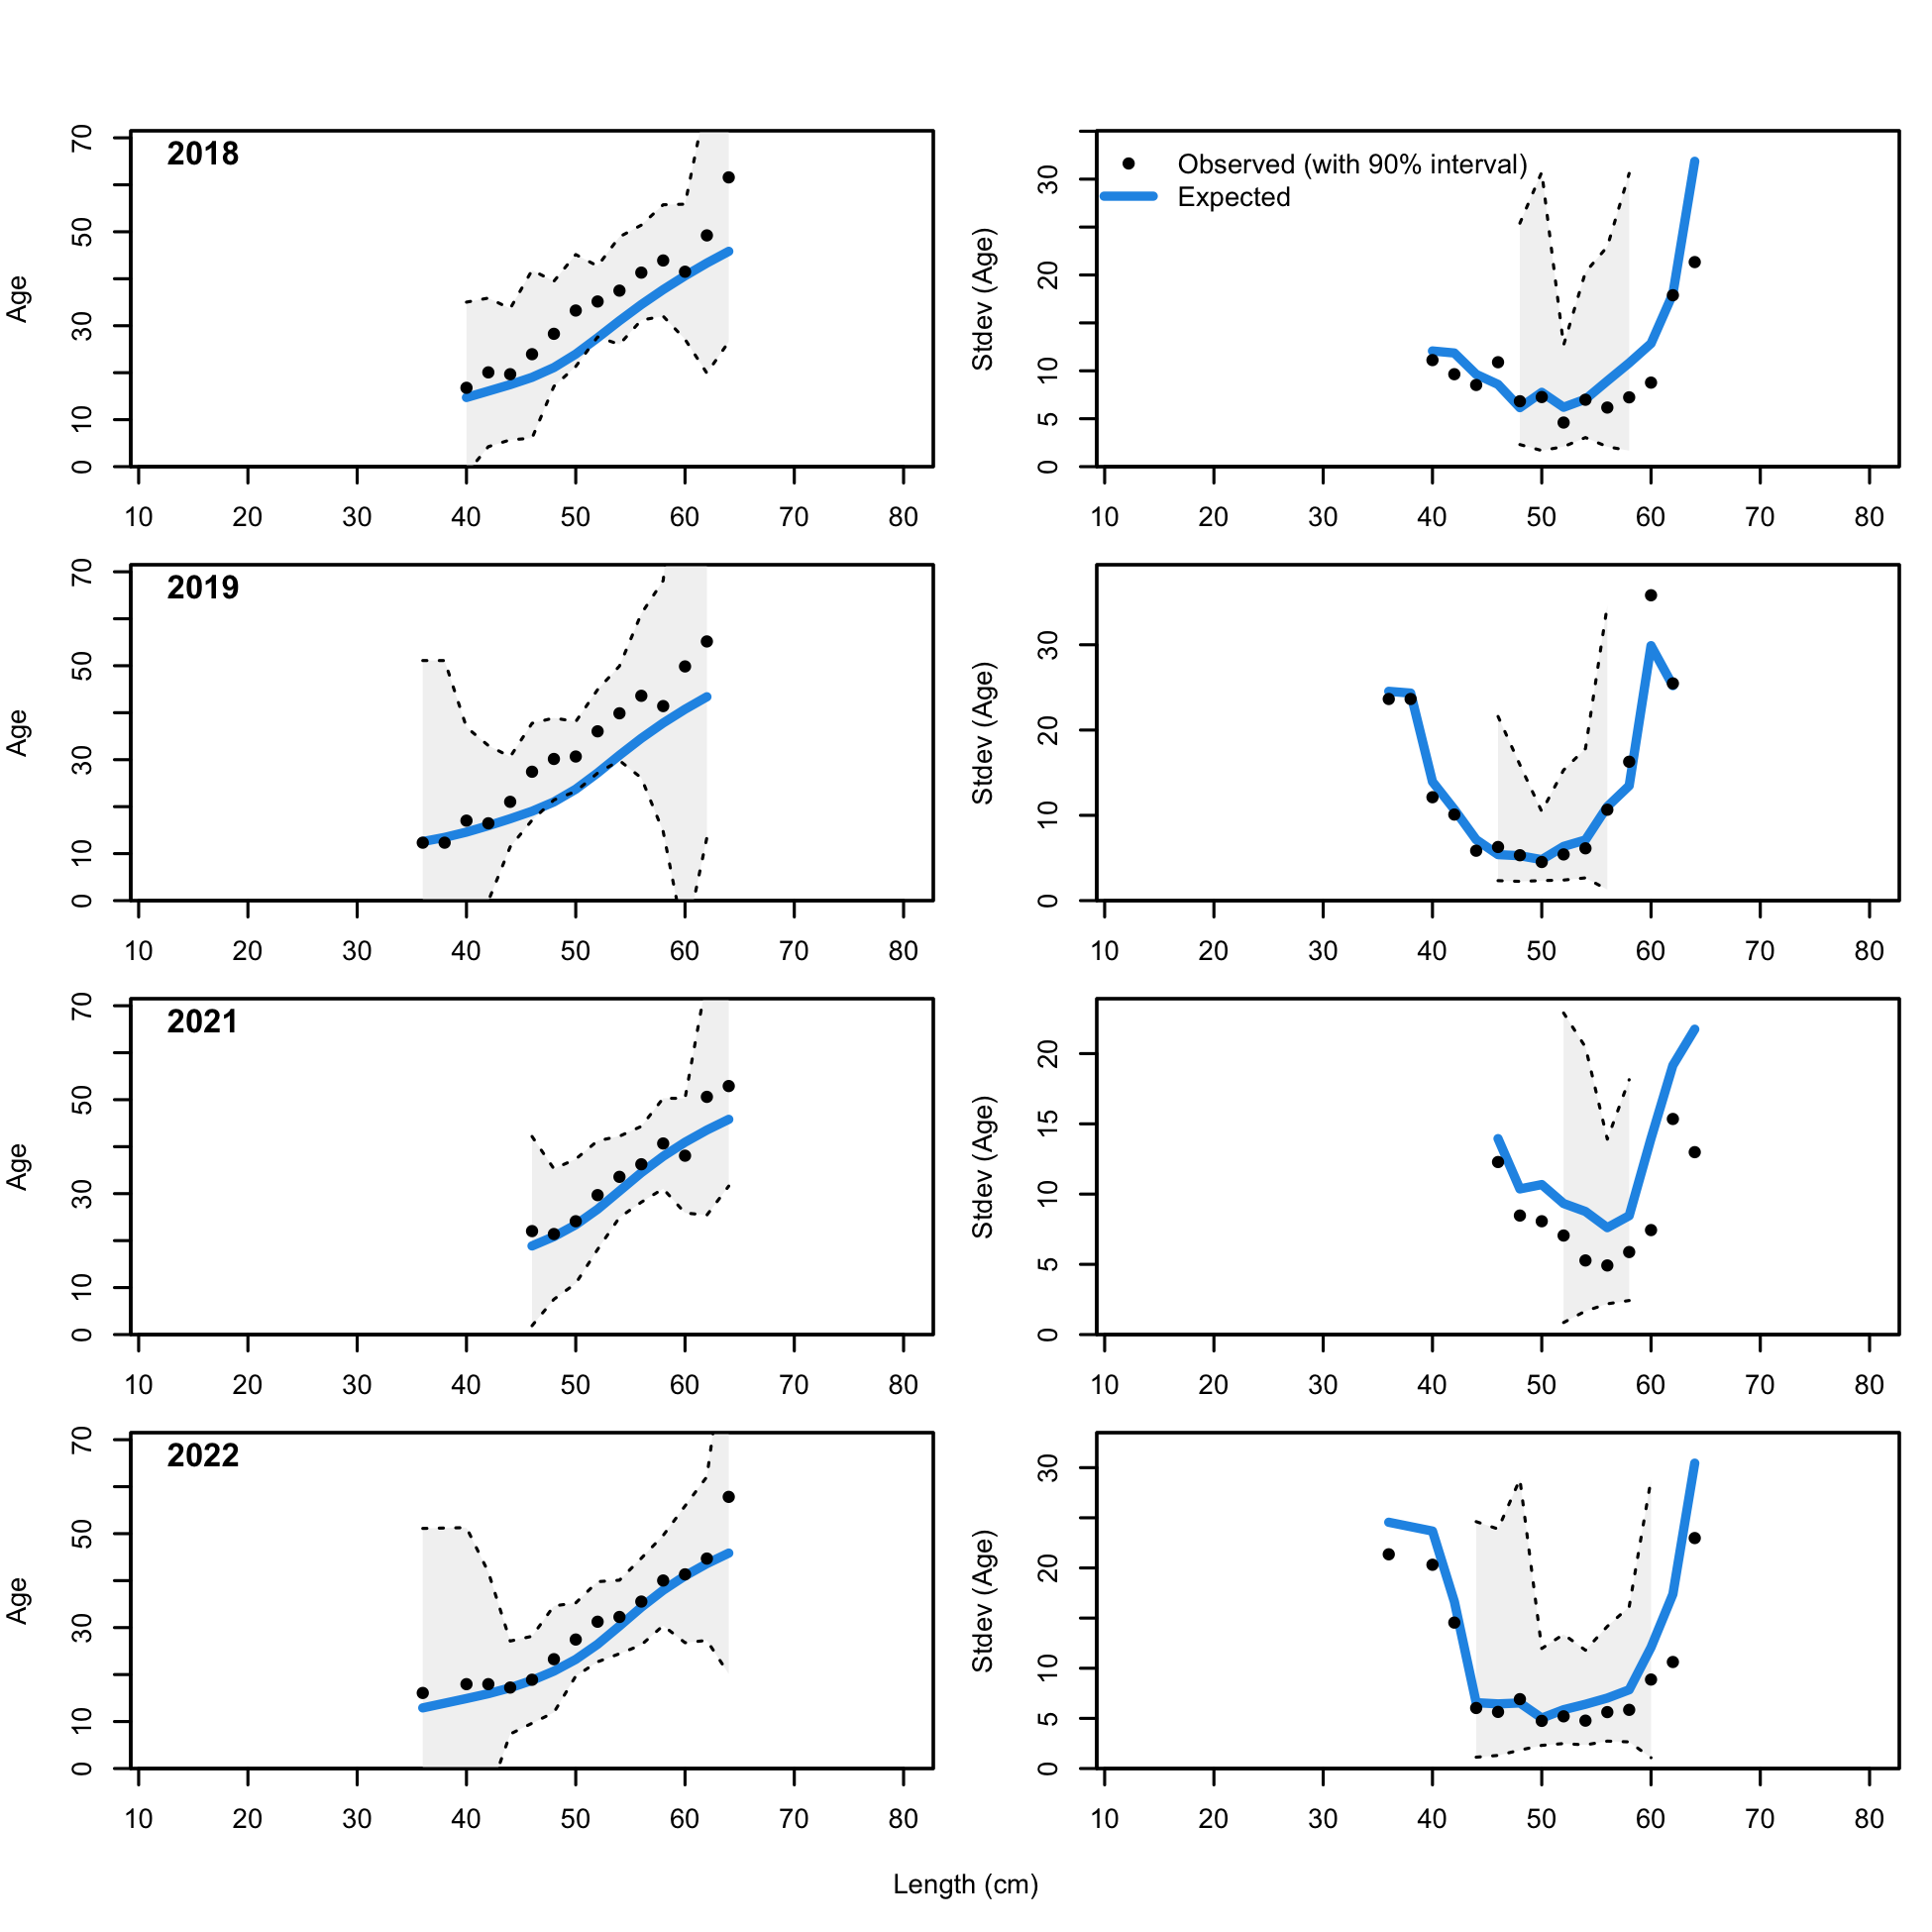 2018
Age
0 10 30 50 70
10 20 30 40 50 60 70 80
Observed (with 90% interval)
Expected
Stdev (Age)
0 5 10 20 30
10 20 30 40 50 60 70 80
2019
Age
0 10 30 50 70
10 20 30 40 50 60 70 80
Stdev (Age)
0 10 20 30
10 20 30 40 50 60 70 80
2021
Age
0 10 30 50 70
10 20 30 40 50 60 70 80
Stdev (Age)
0 5 10 15 20
10 20 30 40 50 60 70 80
2022
Age
0 10 30 50 70
10 20 30 40 50 60 70 80
Stdev (Age)
0 5 10 20 30
10 20 30 40 50 60 70 80
Length (cm)